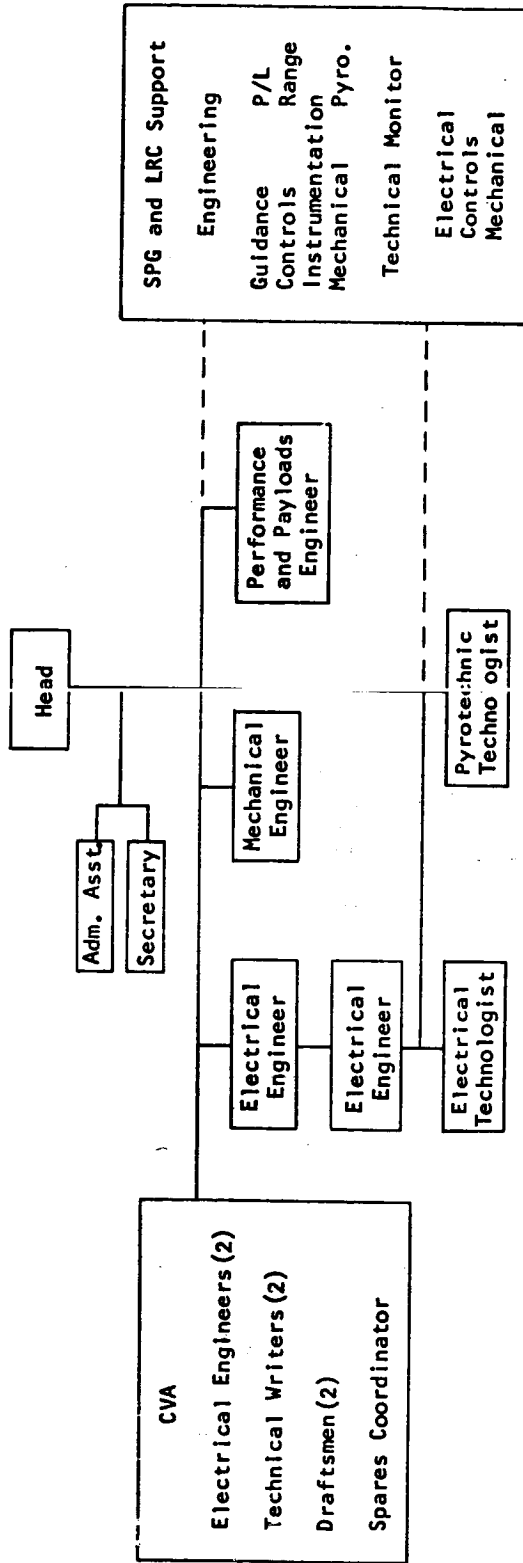 Head
Adm. Asst
Secretary
CVA
Electrical Engineers(2)
Technical Writers(2)
Draftsmen(2)
Spares Coordinator
Electrical
Engineer
Mechanical
Engineer
Performance
and Payloads
Engineer
Electrical
Engineer
Electrical
Technologist
Pyrotechnic
Techno ogist
SPG and LRC Support
Engineering
Guidance P/L
Controls Range
Instrumentation
Mechanical Pyro.
Technical Monitor
Electrical
Controls
Mechanical